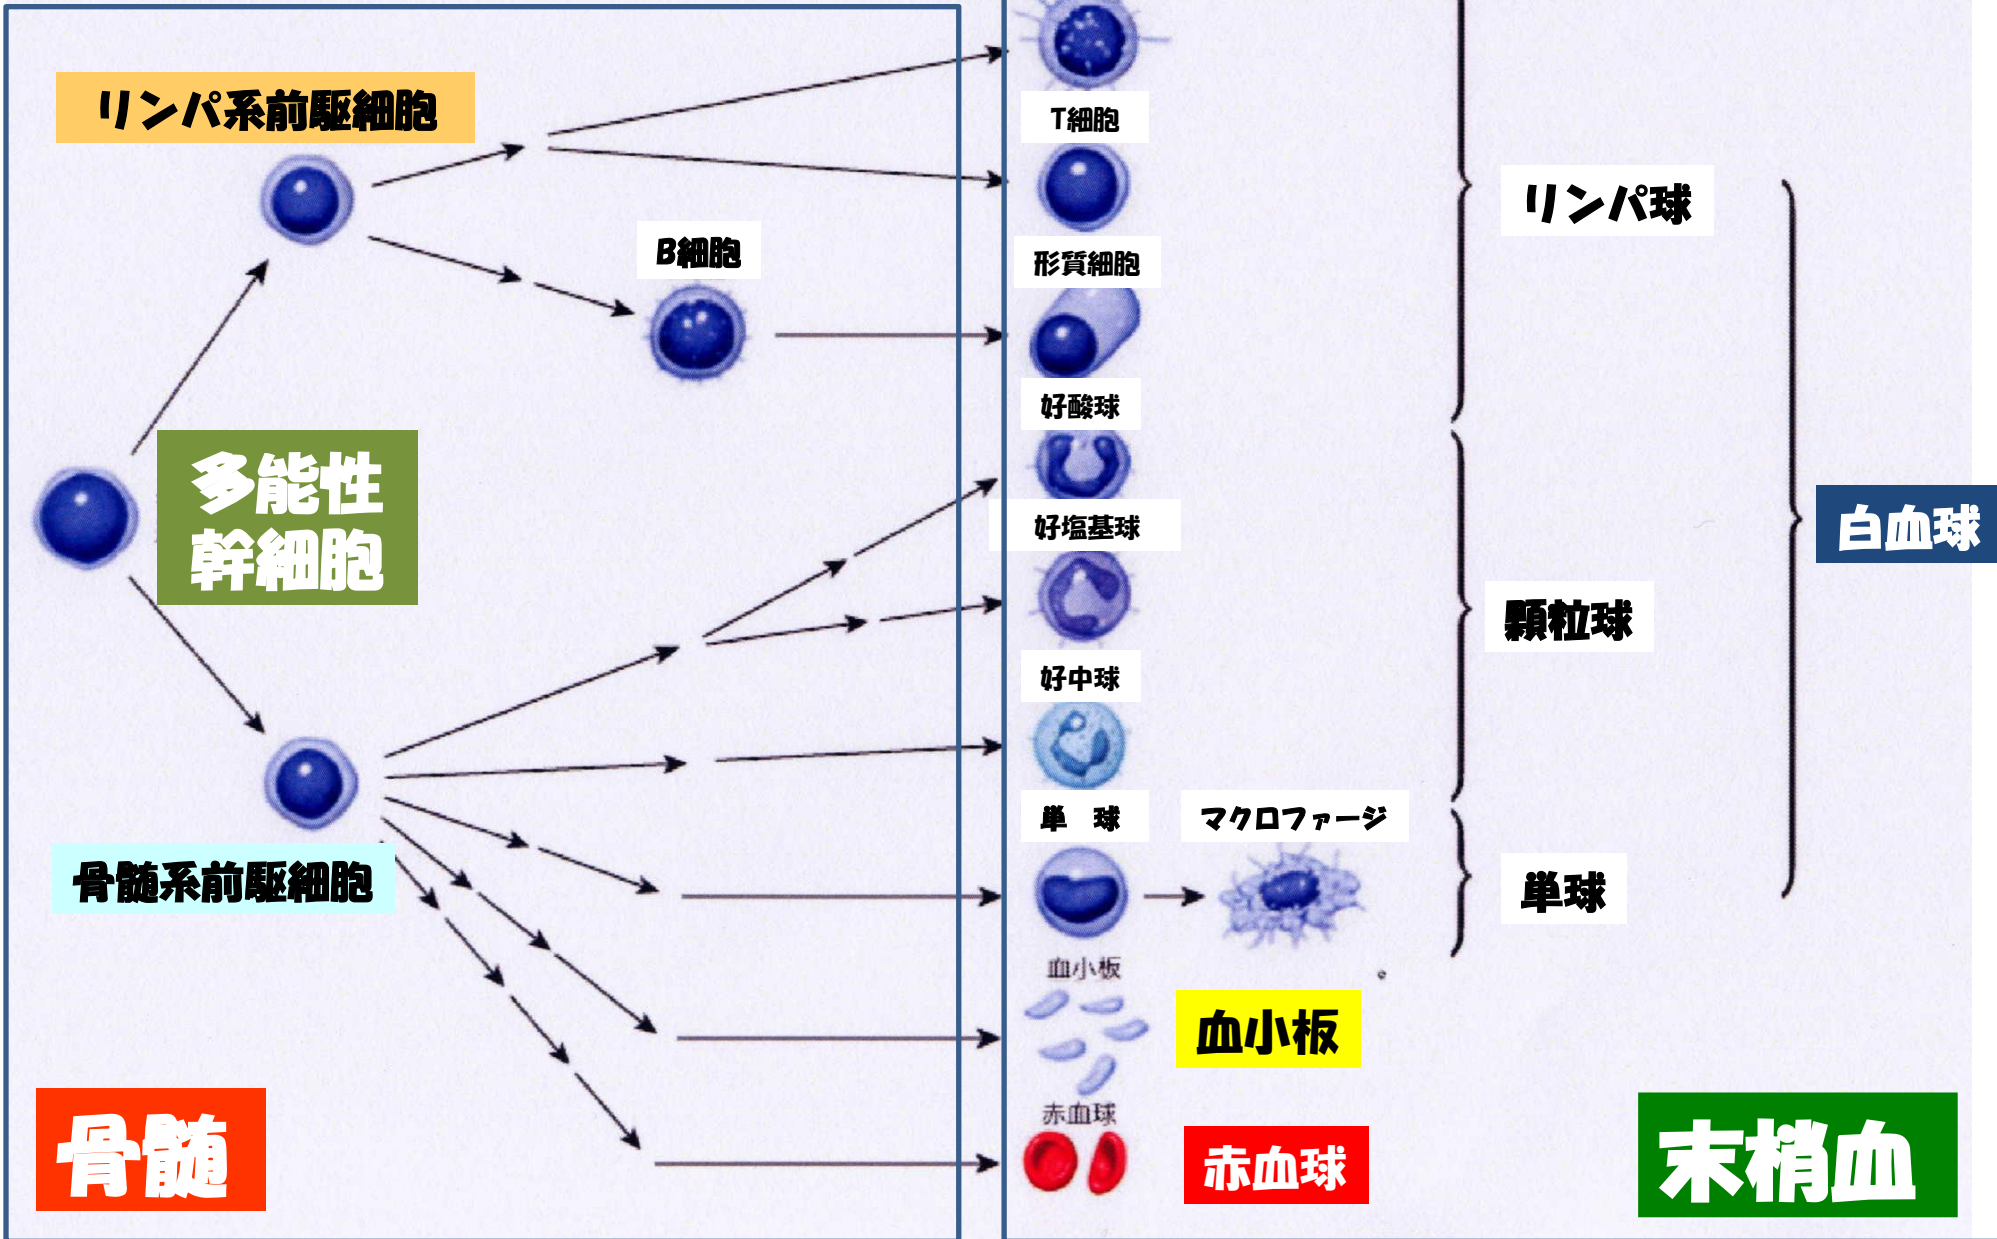 リンパ系前駆細胞
T細胞
リンパ球
B細胞
形質細胞
好酸球
多能性
幹細胞
好塩基球
白血球
顆粒球
好中球
単　球
マクロファージ
骨髄系前駆細胞
単球
血小板
血小板
赤血球
赤血球
骨髄
末梢血